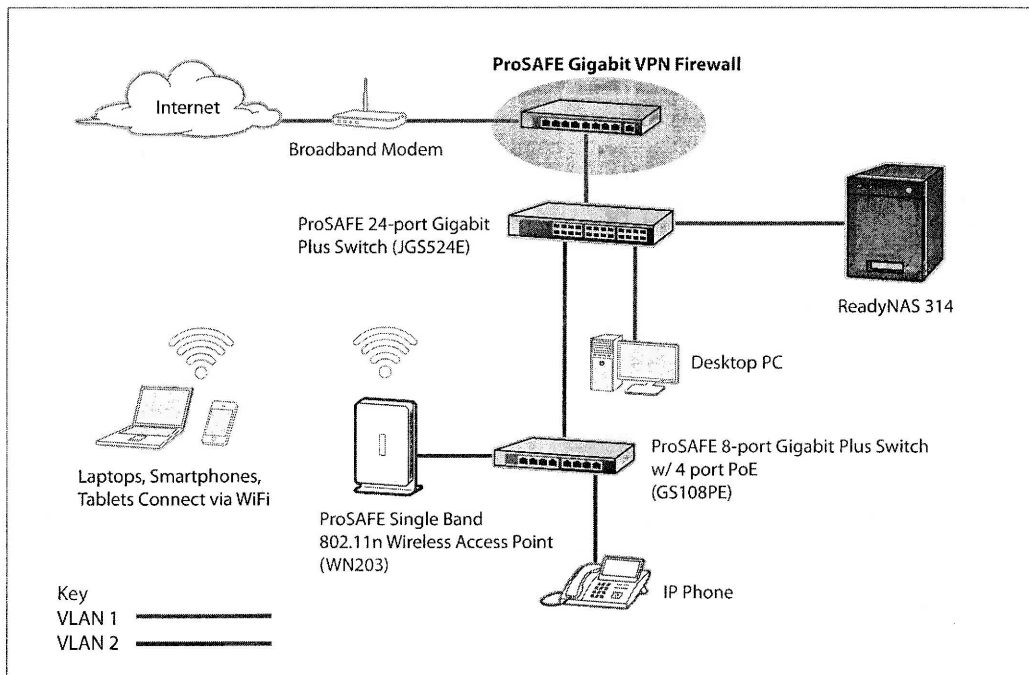 ProSAFE Gigabit VPN Firewall
Internet
Broadband Modem
ProSAFE 24-port Gigabit
Plus Switch (JGS524E)
ReadyNAS 314
Desktop PC
Laptops, Smartphones,
Tablets Connect via WiFi
ProSAFE Single Band
802.11n Wireless Access Point
(WN203)
ProSAFE 8-port Gigabit Plus Switch
w/ 4 port PoE
(GS108PE)
IP Phone
Key
VLAN 1
VLAN 2